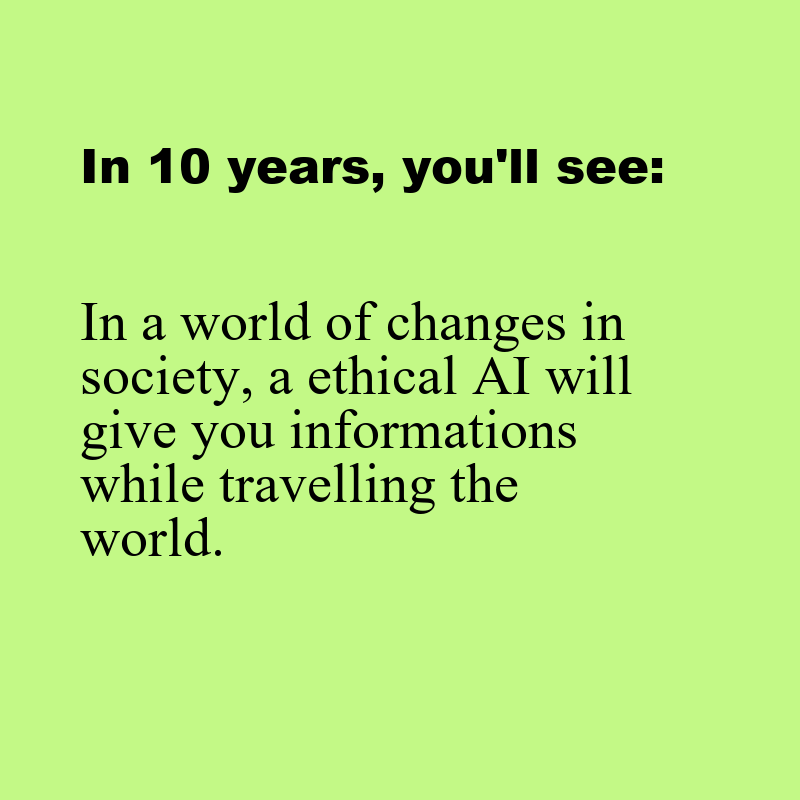 In 10 years, you'll see:
In a world of changes in
society, a ethical AI will
give you informations
while travelling the
world.